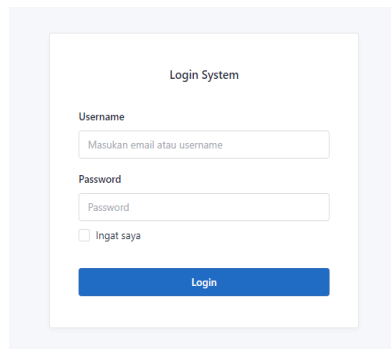 Login System
Username
Masukan email atau username
Password
Password
Ingat saya
Login